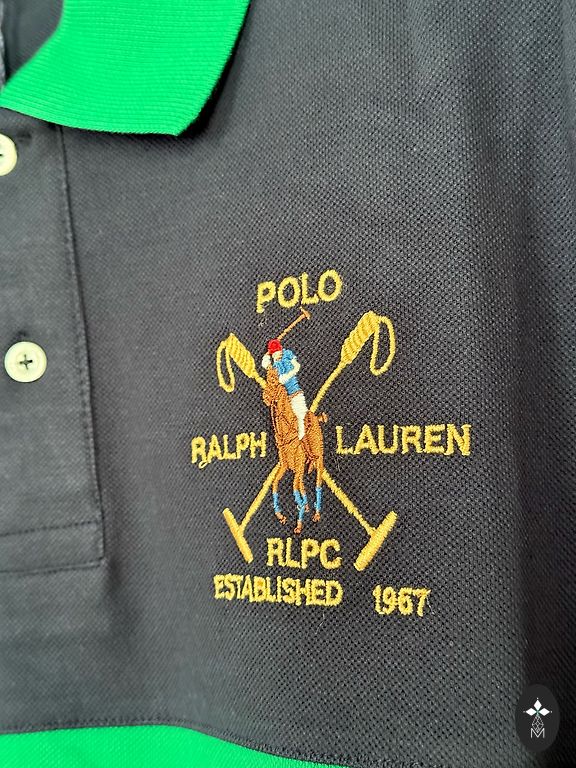 POLO
RALPH LAUREN
RLPC
ESTABLISHED 1967
M